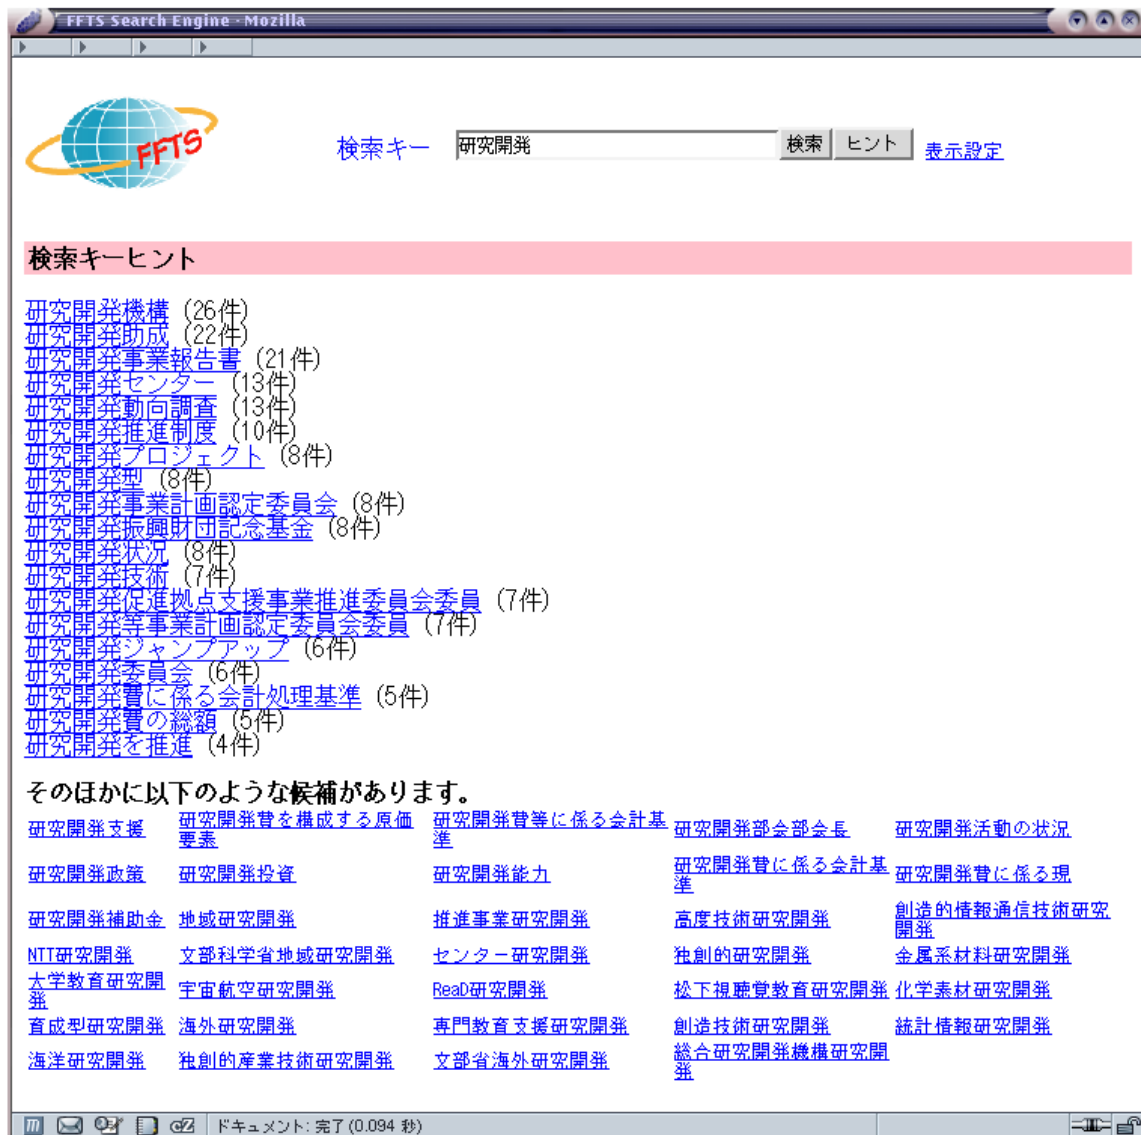 FFTS Search Engine - Mozilla
FFTS
検索キー 研究開発 検索 ヒント 表示設定
検索キーヒント
研究開発機構 (26件)
研究開発助成 (22件)
研究開発事業報告書 (21件)
研究開発センター (13件)
研究開発動向調査 (13件)
研究開発推進制度 (10件)
研究開発プロジェクト (8件)
研究開発型 (8件)
研究開発事業計画認定委員会 (8件)
研究開発振興財団記念基金 (8件)
研究開発状況 (8件)
研究開発技術 (7件)
研究開発促進拠点支援事業推進委員会委員 (7件)
研究開発等事業計画認定委員会委員 (7件)
研究開発ジャンプアップ (6件)
研究開発委員会 (6件)
研究開発費に係る会計処理基準 (5件)
研究開発費の総額 (5件)
研究開発を推進 (4件)
そのほかに以下のような候補があります。
研究開発支援 研究開発費を構成する原価要素 研究開発費等に係る会計基準 研究開発部会部会長 研究開発活動の状況
研究開発政策 研究開発投資 研究開発能力 研究開発費に係る会計基準 研究開発費に係る現
研究開発補助金 地域研究開発 推進事業研究開発 高度技術研究開発 創造的情報通信技術研究開発
NTT研究開発 文部科学省地域研究開発 センター研究開発 独創的研究開発 金属系材料研究開発
大学教育研究開発 宇宙航空研究開発 ReaD研究開発 松下視聴覚教育研究開発 化学素材研究開発
育成型研究開発 海外研究開発 専門教育支援研究開発 創造技術研究開発 統計情報研究開発
海洋研究開発 独創的産業技術研究開発 文部省海外研究開発 総合研究開発機構研究開発
ドキュメント: 完了 (0.094 秒)